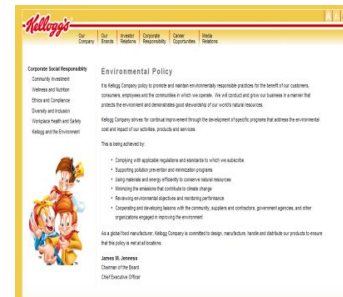 Kellogg's
Our Company
Our Brands
Investor Relations
Corporate Responsibility
Career Opportunities
Media Relations
Corporate Social Responsibility
Community Investment
Wellness and Nutrition
Ethics and Compliance
Diversity and Inclusion
Workplace Health and Safety
Kellogg and the Environment
Environmental Policy
It is Kellogg Company policy to provide and maintain environmentally responsible practices for the benefit of our customers,
consumers, employees and the communities in which we operate. We will conduct and grow our business in a manner that
protects the environment and demonstrates good stewardship of our world's natural resources.
Kellogg Company strives for continual improvement through the development of specific programs that address the environmental
cost and impact of our activities, products and services.
This is being achieved by:
• Complying with applicable regulations and standards to which we subscribe
• Supporting pollution prevention and minimization programs
• Using materials and energy efficiently to conserve natural resources
• Minimizing the emissions that contribute to climate change
• Reviewing environmental objectives and monitoring performance
• Cooperating and developing liaisons with the community, suppliers and contractors, government agencies, and other
organizations engaged in improving the environment
As a global food manufacturer, Kellogg Company is committed to design, manufacture, handle and distribute our products to ensure
that this policy is met at all locations.
James M. Jenness
Chairman of the Board
Chief Executive Officer